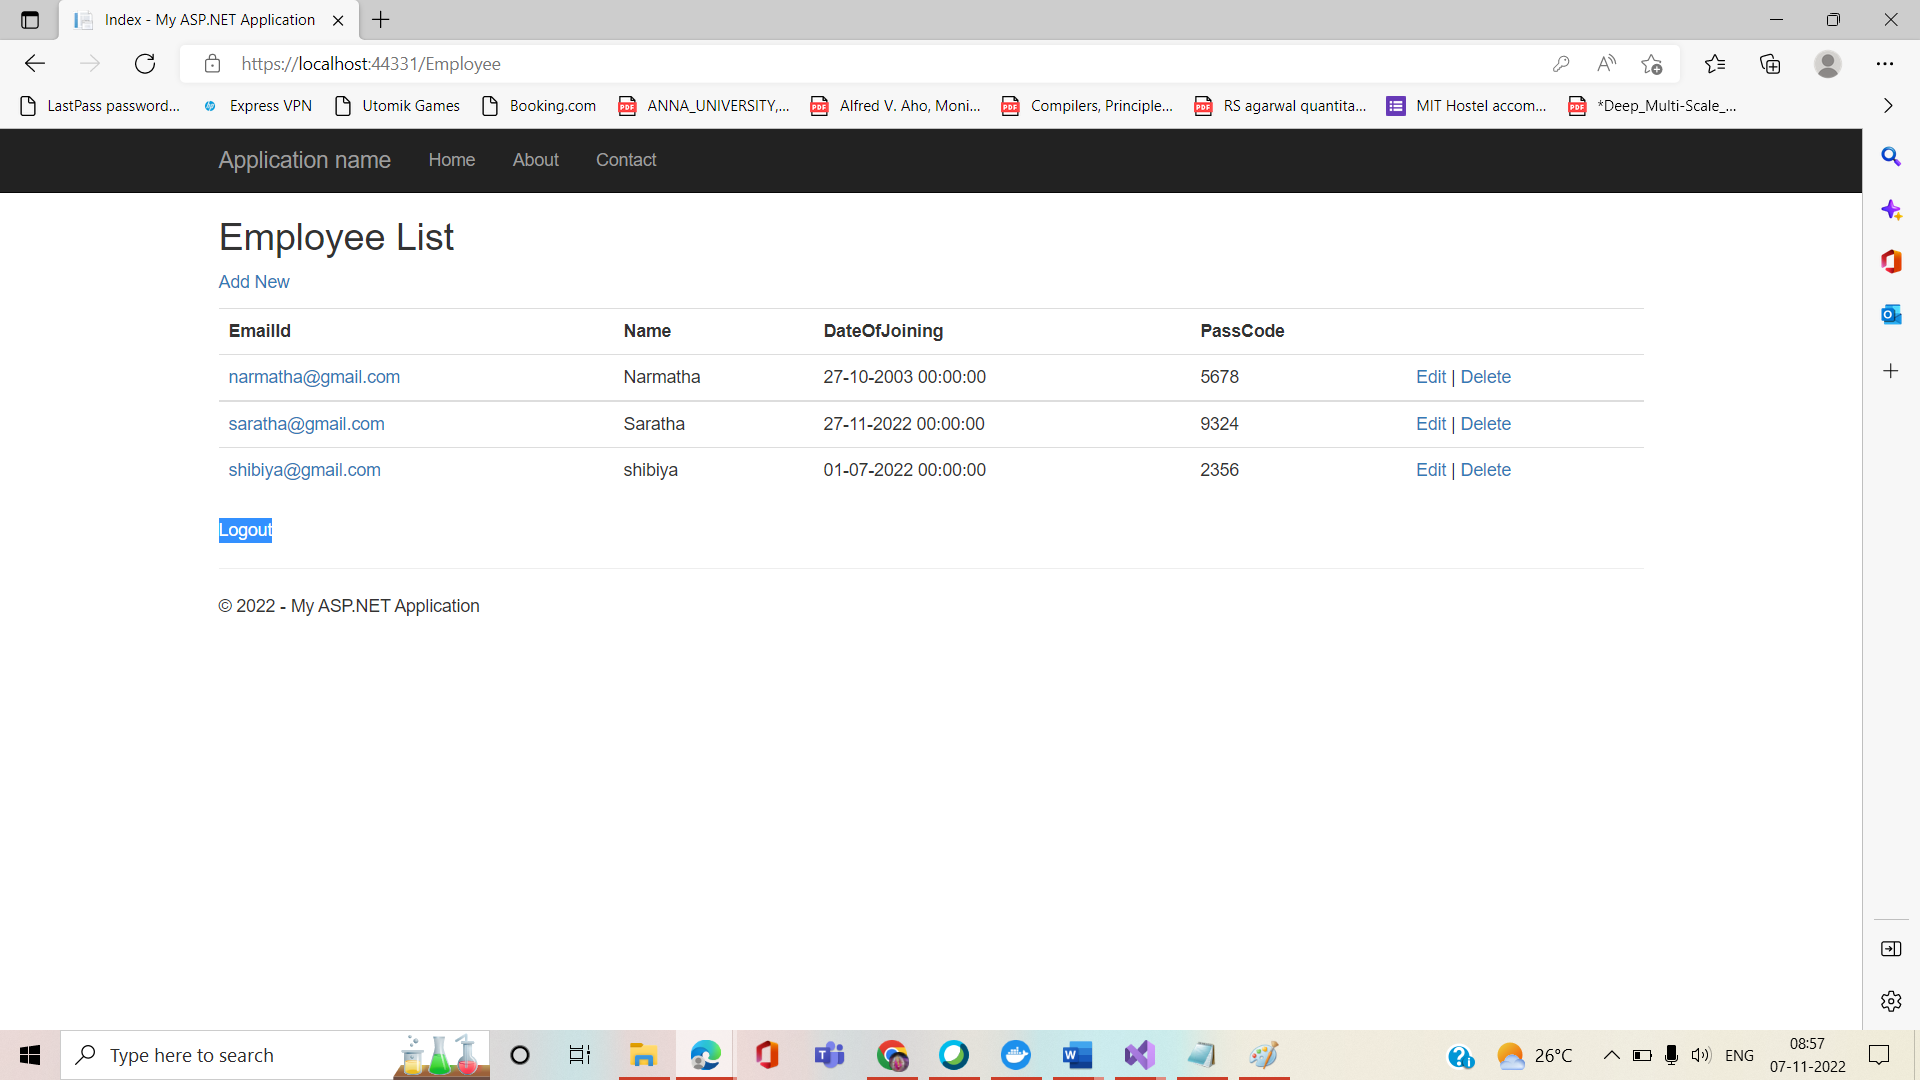 Index - My ASP.NET Application
https://localhost:44331/Employee
LastPass password... Express VPN Utomik Games Booking.com ANNA_UNIVERSITY,... Alfred V. Aho, Moni... Compilers, Principle... RS agarwal quantita... MIT Hostel accom... *Deep_Multi-Scale_...
Application name Home About Contact
Employee List
Add New
EmailId Name DateOfJoining PassCode
narmatha@gmail.com Narmatha 27-10-2003 00:00:00 5678 Edit | Delete
saratha@gmail.com Saratha 27-11-2022 00:00:00 9324 Edit | Delete
shibiya@gmail.com shibiya 01-07-2022 00:00:00 2356 Edit | Delete
Logout
© 2022 - My ASP.NET Application
Type here to search
26°C ENG
08:57
07-11-2022